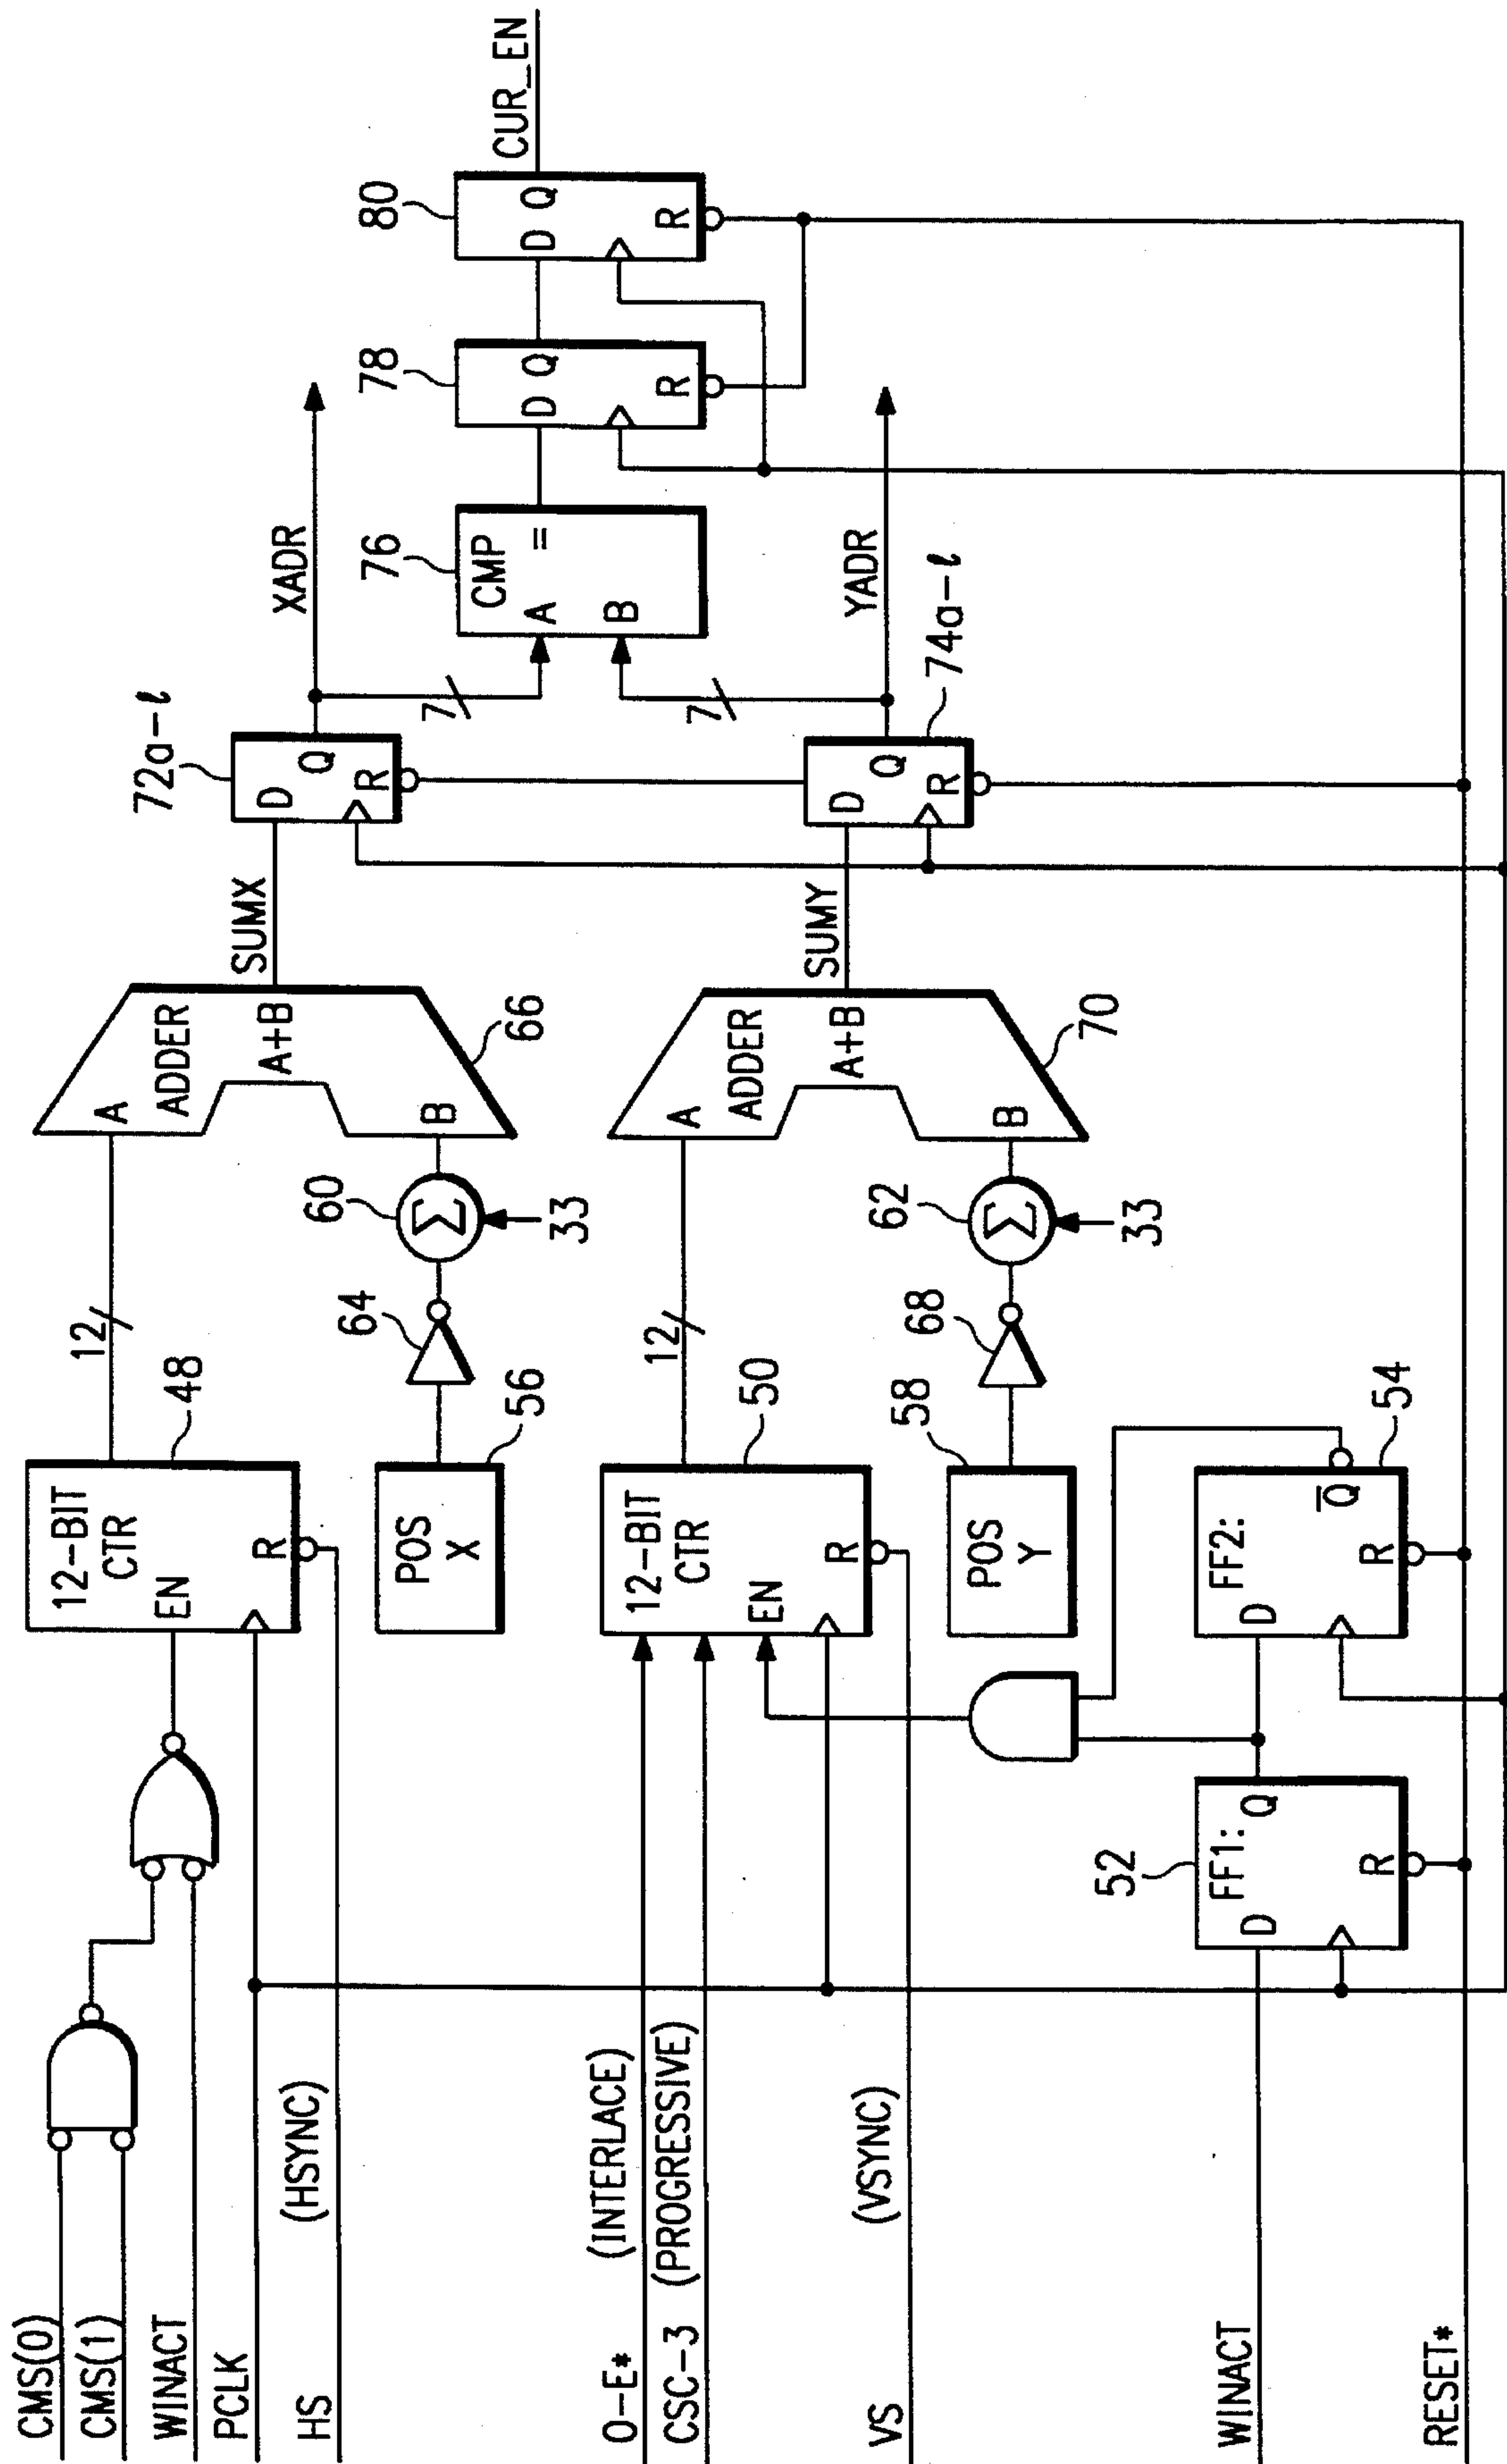 CMS(0)
CMS(1)
WINACT
PCLK
HS
(HSYNC)
12-BIT
CTR
EN
R
48
12
POS
X
56
64
60
Σ
33
A
ADDER
A+B
B
66
SUMX
72a-ℓ
D
Q
R
XADR
7
76
CMP
=
A
B
78
D
Q
R
80
D
Q
R
CUR_EN
O-E*
(INTERLACE)
CSC-3
(PROGRESSIVE)
VS
(VSYNC)
12-BIT
CTR
EN
R
50
12
POS
Y
58
68
62
Σ
33
A
ADDER
A+B
B
70
SUMY
D
Q
R
74a-ℓ
7
YADR
WINACT
52
FF1:
D
Q
R
FF2:
D
Q̅
R
54
RESET*